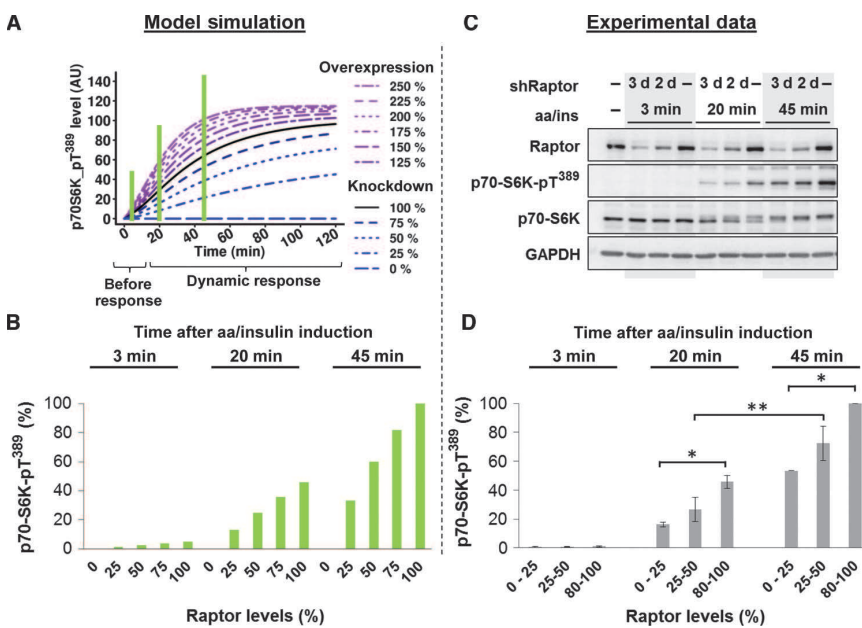 A
Model simulation
p70S6K_pT389 level (AU)
140
120
100
80
60
40
20
0
0 20 40 60 80 100 120
Time (min)
Before response
Dynamic response
Overexpression
250 %
225 %
200 %
175 %
150 %
125 %
Knockdown
100 %
75 %
50 %
25 %
0 %
B
Time after aa/insulin induction
3 min 20 min 45 min
p70-S6K-pT389 (%)
100
80
60
40
20
0
0 25 50 75 100 0 25 50 75 100 0 25 50 75 100
Raptor levels (%)
C
Experimental data
shRaptor – 3 d 2 d – 3 d 2 d – 3 d 2 d –
aa/ins – 3 min 20 min 45 min
Raptor
p70-S6K-pT389
p70-S6K
GAPDH
D
Time after aa/insulin induction
3 min 20 min 45 min
p70-S6K-pT389 (%)
100
80
60
40
20
0
*
**
*
0 - 25 25-50 80-100 0 - 25 25-50 80-100 0 - 25 25-50 80-100
Raptor levels (%)